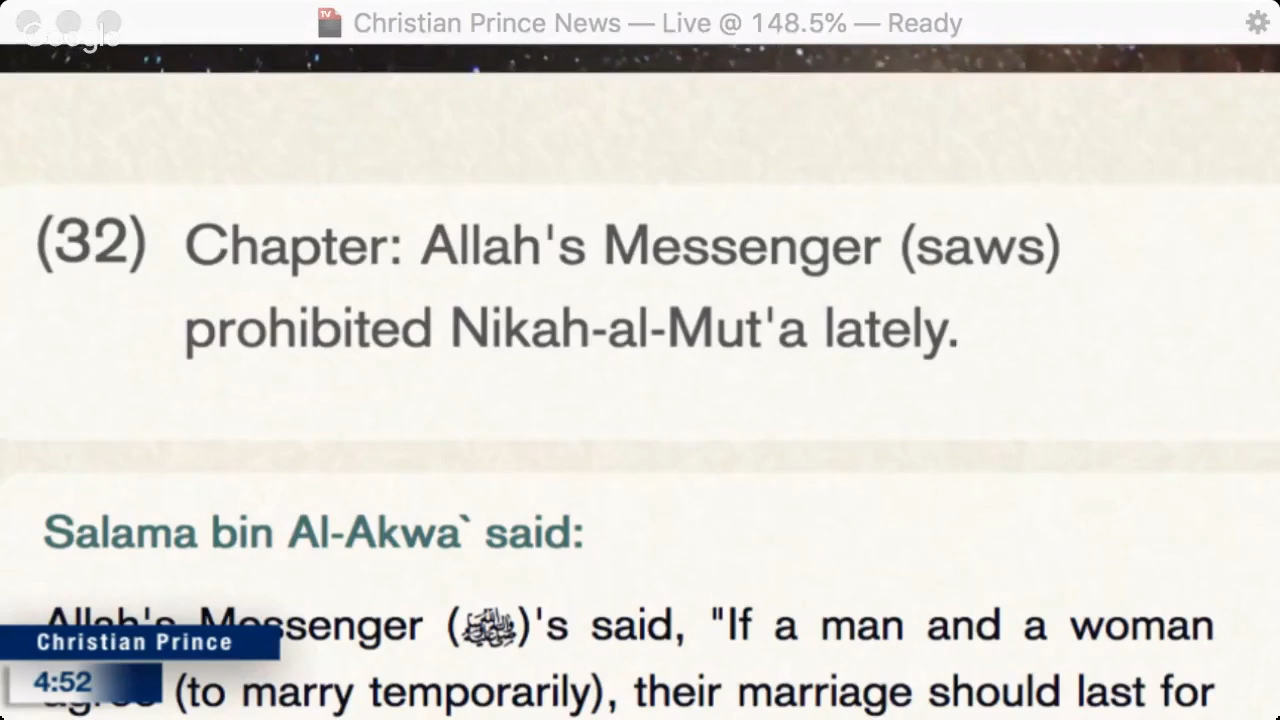 Christian Prince News — Live @ 148.5% — Ready
Google
(32) Chapter: Allah's Messenger (saws)
prohibited Nikah-al-Mut'a lately.
Salama bin Al-Akwa` said:
Allah's Messenger (ﷺ)'s said, "If a man and a woman
agree (to marry temporarily), their marriage should last for
Christian Prince
4:52